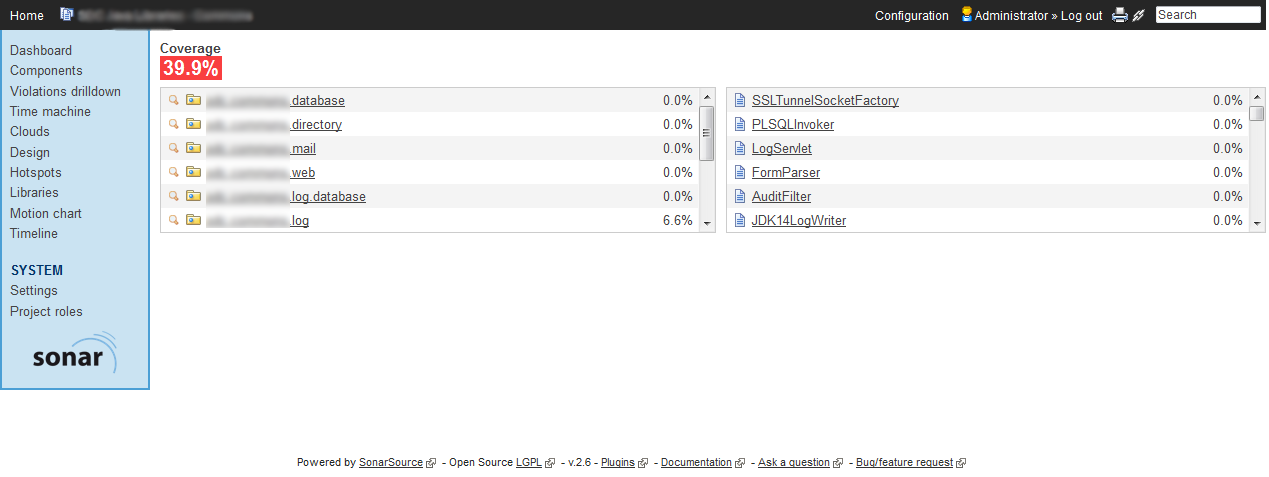 Home Configuration Administrator » Log out Search
Dashboard
Components
Violations drilldown
Time machine
Clouds
Design
Hotspots
Libraries
Motion chart
Timeline
SYSTEM
Settings
Project roles
sonar
Coverage
39.9%
.database 0.0%
.directory 0.0%
.mail 0.0%
.web 0.0%
.log.database 0.0%
.log 6.6%
SSLTunnelSocketFactory 0.0%
PLSQLInvoker 0.0%
LogServlet 0.0%
FormParser 0.0%
AuditFilter 0.0%
JDK14LogWriter 0.0%
Powered by SonarSource - Open Source LGPL - v.2.6 - Plugins - Documentation - Ask a question - Bug/feature request